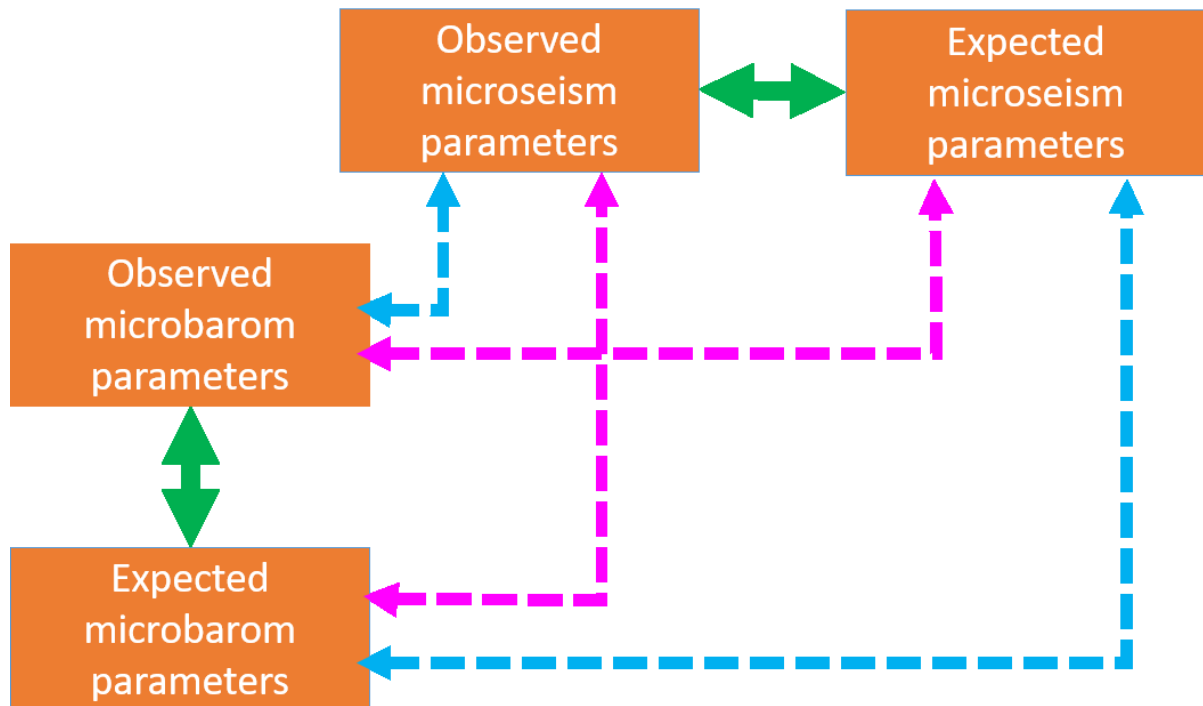 Observed
microseism
parameters
Expected
microseism
parameters
Observed
microbarom
parameters
Expected
microbarom
parameters